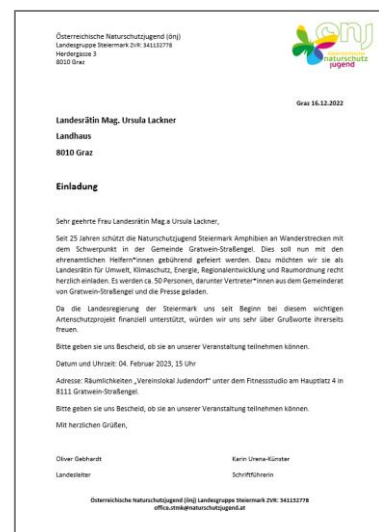 Österreichische Naturschutzjugend (önj)
Landesgruppe Steiermark ZVR: 341132778
Herdergasse 3
8010 Graz
önj
naturschutz
jugend
Graz 16.12.2022
Landesrätin Mag. Ursula Lackner
Landhaus
8010 Graz
Einladung
Sehr geehrte Frau Landesrätin Mag.a Ursula Lackner,
Seit 25 Jahren schützt die Naturschutzjugend Steiermark Amphibien an Wanderstrecken mit
dem Schwerpunkt in der Gemeinde Gratwein-Straßengel. Dies soll nun mit den
ehrenamtlichen Helfern*innen gebührend gefeiert werden. Dazu möchten wir sie als
Landesrätin für Umwelt, Klimaschutz, Energie, Regionalentwicklung und Raumordnung recht
herzlich einladen. Es werden ca. 50 Personen, darunter Vertreter*innen aus dem Gemeinderat
von Gratwein-Straßengel und die Presse geladen.
Da die Landesregierung der Steiermark uns seit Beginn bei diesem wichtigen
Artenschutzprojekt finanziell unterstützt, würden wir uns sehr über Grußworte ihrerseits
freuen.
Bitte geben sie uns Bescheid, ob sie an unserer Veranstaltung teilnehmen können.
Datum und Uhrzeit: 04. Februar 2023, 15 Uhr
Adresse: Räumlichkeiten „Vereinslokal Judendorf" unter dem Fitnessstudio am Hauptplatz 4 in
8111 Gratwein-Straßengel.
Bitte geben sie uns Bescheid, ob sie an unserer Veranstaltung teilnehmen können.
Mit herzlichen Grüßen,
Oliver Gebhardt Karin Urena-Künster
Landesleiter Schriftführerin
Österreichische Naturschutzjugend (önj) Landesgruppe Steiermark ZVR: 341132778
office.stmk@naturschutzjugend.at